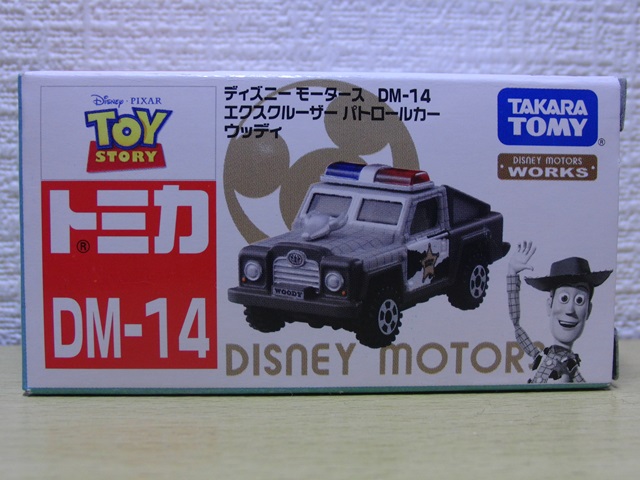 Disney · PIXAR
TOY
STORY
トミカ
®
DM-14
ディズニー モータース DM-14
エクスクルーザー パトロールカー
ウッディ
TAKARA
TOMY
®
DISNEY MOTORS
WORKS
WOODY
DISNEY MOTORS